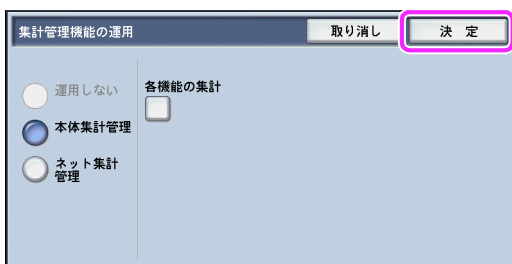 集計管理機能の運用
取り消し
決 定
運用しない
各機能の集計
本体集計管理
ネット集計
管理